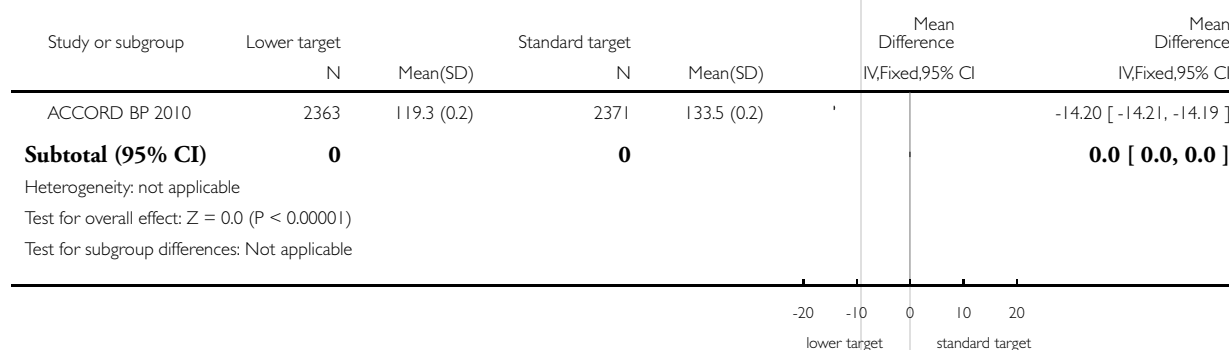 Study or subgroup Lower target Standard target Mean Difference Mean Difference
N Mean(SD) N Mean(SD) IV,Fixed,95% CI IV,Fixed,95% CI
ACCORD BP 2010 2363 119.3 (0.2) 2371 133.5 (0.2) -14.20 [ -14.21, -14.19 ]
Subtotal (95% CI) 0 0 0.0 [ 0.0, 0.0 ]
Heterogeneity: not applicable
Test for overall effect: Z = 0.0 (P < 0.00001)
Test for subgroup differences: Not applicable
-20 -10 0 10 20
lower target standard target